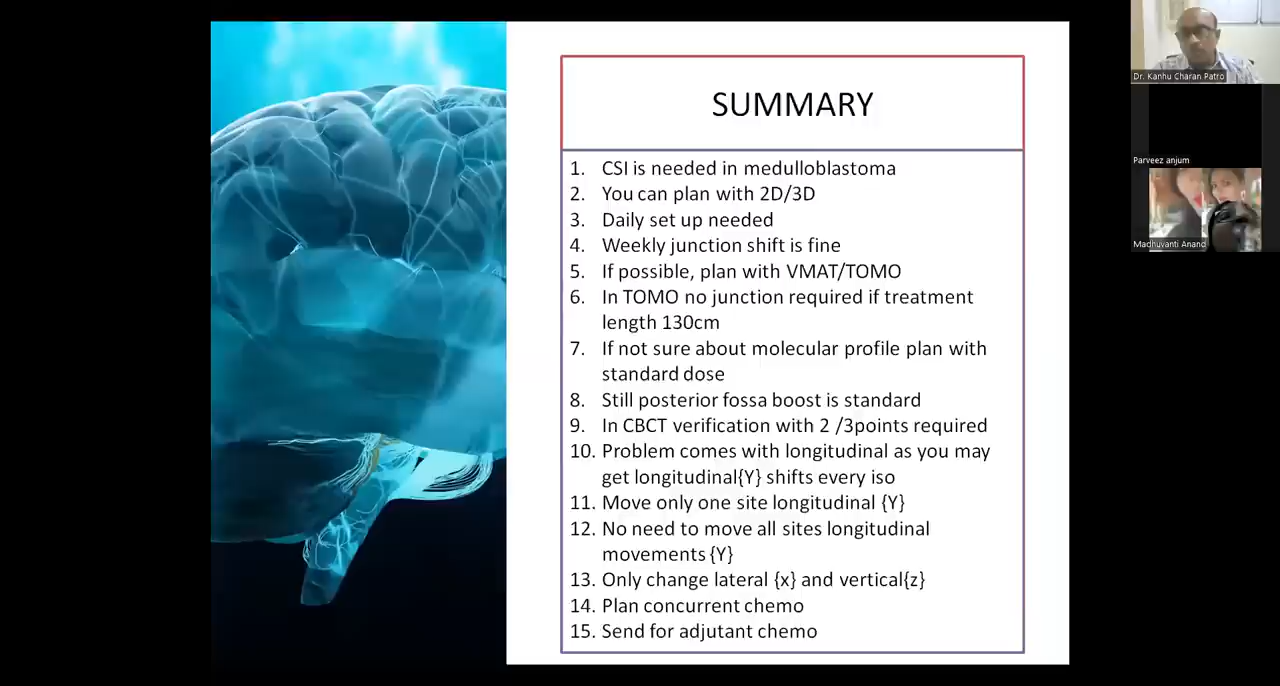 SUMMARY
1. CSI is needed in medulloblastoma
2. You can plan with 2D/3D
3. Daily set up needed
4. Weekly junction shift is fine
5. If possible, plan with VMAT/TOMO
6. In TOMO no junction required if treatment
length 130cm
7. If not sure about molecular profile plan with
standard dose
8. Still posterior fossa boost is standard
9. In CBCT verification with 2 /3points required
10. Problem comes with longitudinal as you may
get longitudinal{Y} shifts every iso
11. Move only one site longitudinal {Y}
12. No need to move all sites longitudinal
movements {Y}
13. Only change lateral {x} and vertical{z}
14. Plan concurrent chemo
15. Send for adjutant chemo
Dr. Kanhu Charan Patro
Parveez anjum
Madhuvanti Anand